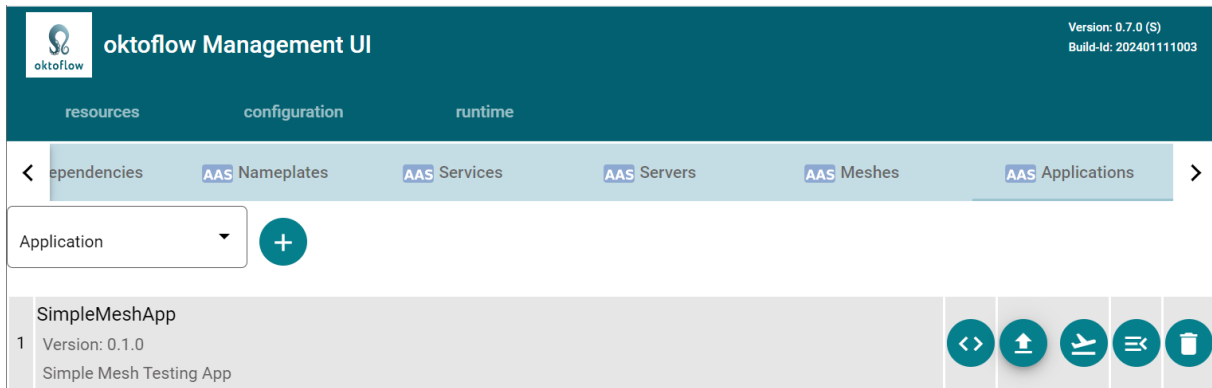 oktoflow
oktoflow Management UI
Version: 0.7.0 (S)
Build-Id: 202401111003
resources configuration runtime
ependencies AAS Nameplates AAS Services AAS Servers AAS Meshes AAS Applications
Application
SimpleMeshApp
1 Version: 0.1.0
Simple Mesh Testing App